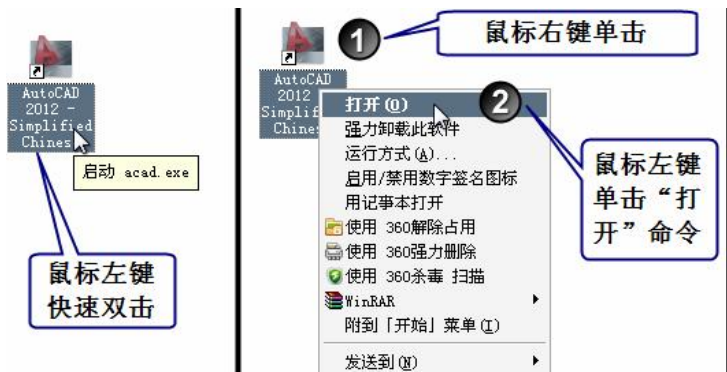 AutoCAD
2012 -
Simplified
Chines
启动 acad.exe
鼠标左键
快速双击
1
鼠标右键单击
AutoCAD
2012
Simplif
Chine
打开(O)
2
强力卸载此软件
运行方式(A)...
启用/禁用数字签名图标
用记事本打开
使用 360解除占用
使用 360强力删除
使用 360杀毒 扫描
WinRAR
附到「开始」菜单(I)
发送到(N)
鼠标左键
单击“打
开”命令